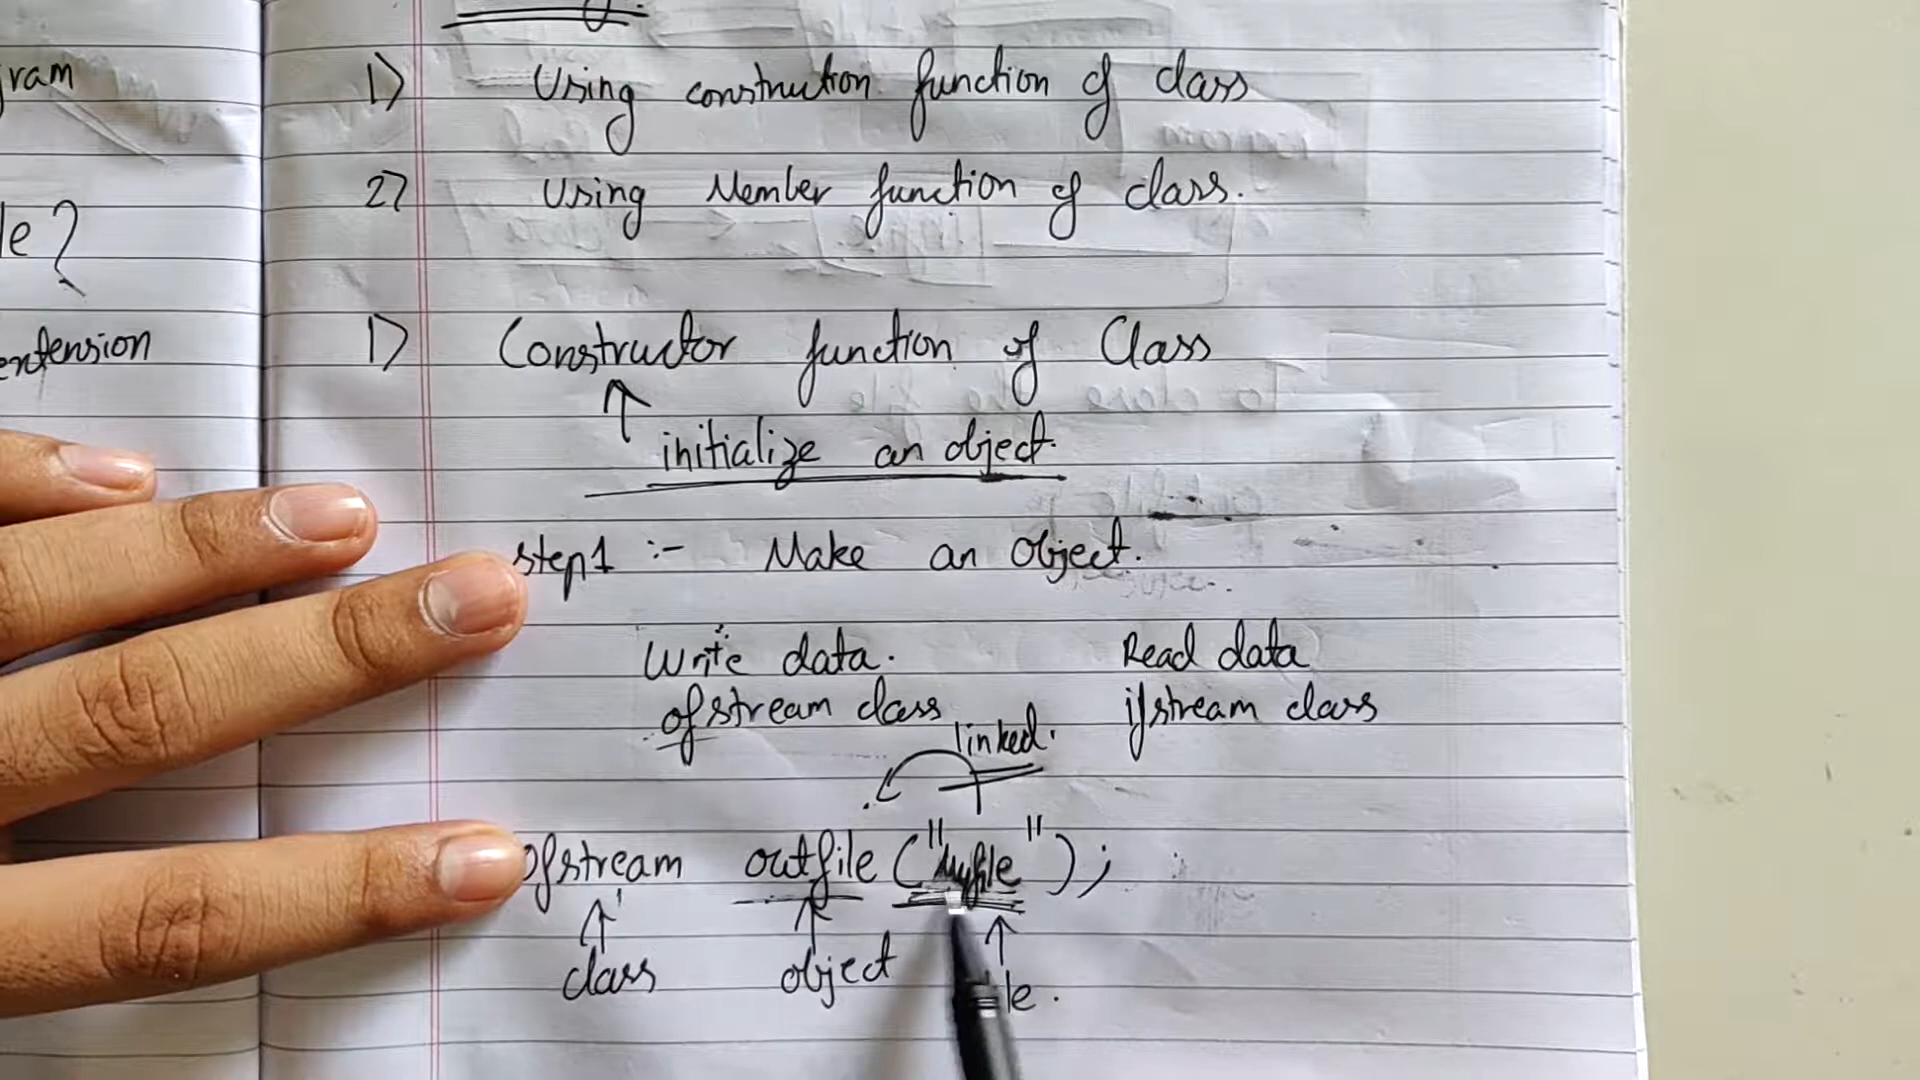 1) Using construction function of class
2) Using Member function of class.
le?
1) Constructor function of Class
extension
initialize an object.
step1 :- Make an object.
Write data. Read data
ofstream class ifstream class
linked.
ofstream outfile ("Myfile");
class object